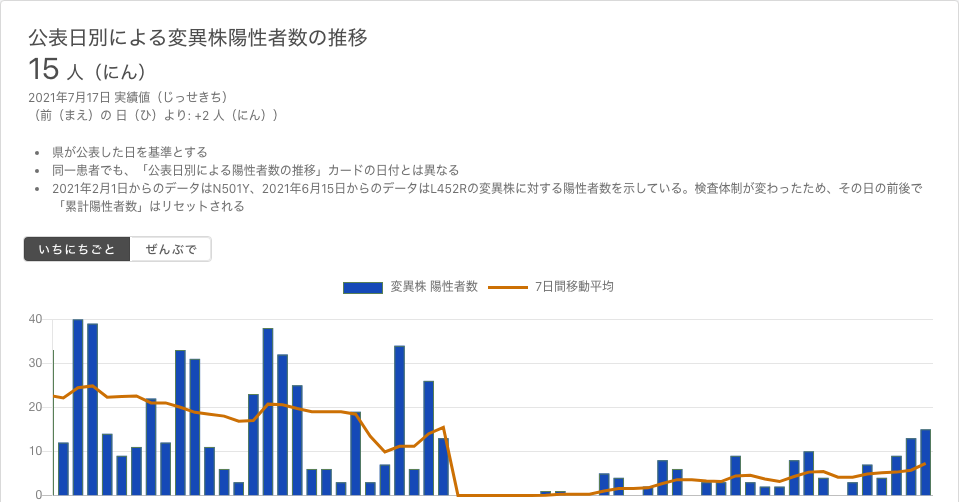 公表日別による変異株陽性者数の推移
15 人（にん）
2021年7月17日 実績値（じっせきち）
（前（まえ）の 日（ひ）より: +2 人（にん））
• 県が公表した日を基準とする
• 同一患者でも、「公表日別による陽性者数の推移」カードの日付とは異なる
• 2021年2月1日からのデータはN501Y、2021年6月15日からのデータはL452Rの変異株に対する陽性者数を示している。検査体制が変わったため、その日の前後で
「累計陽性者数」はリセットされる
いちにちごと ぜんぶで
変異株 陽性者数 7日間移動平均
40
30
20
10
0